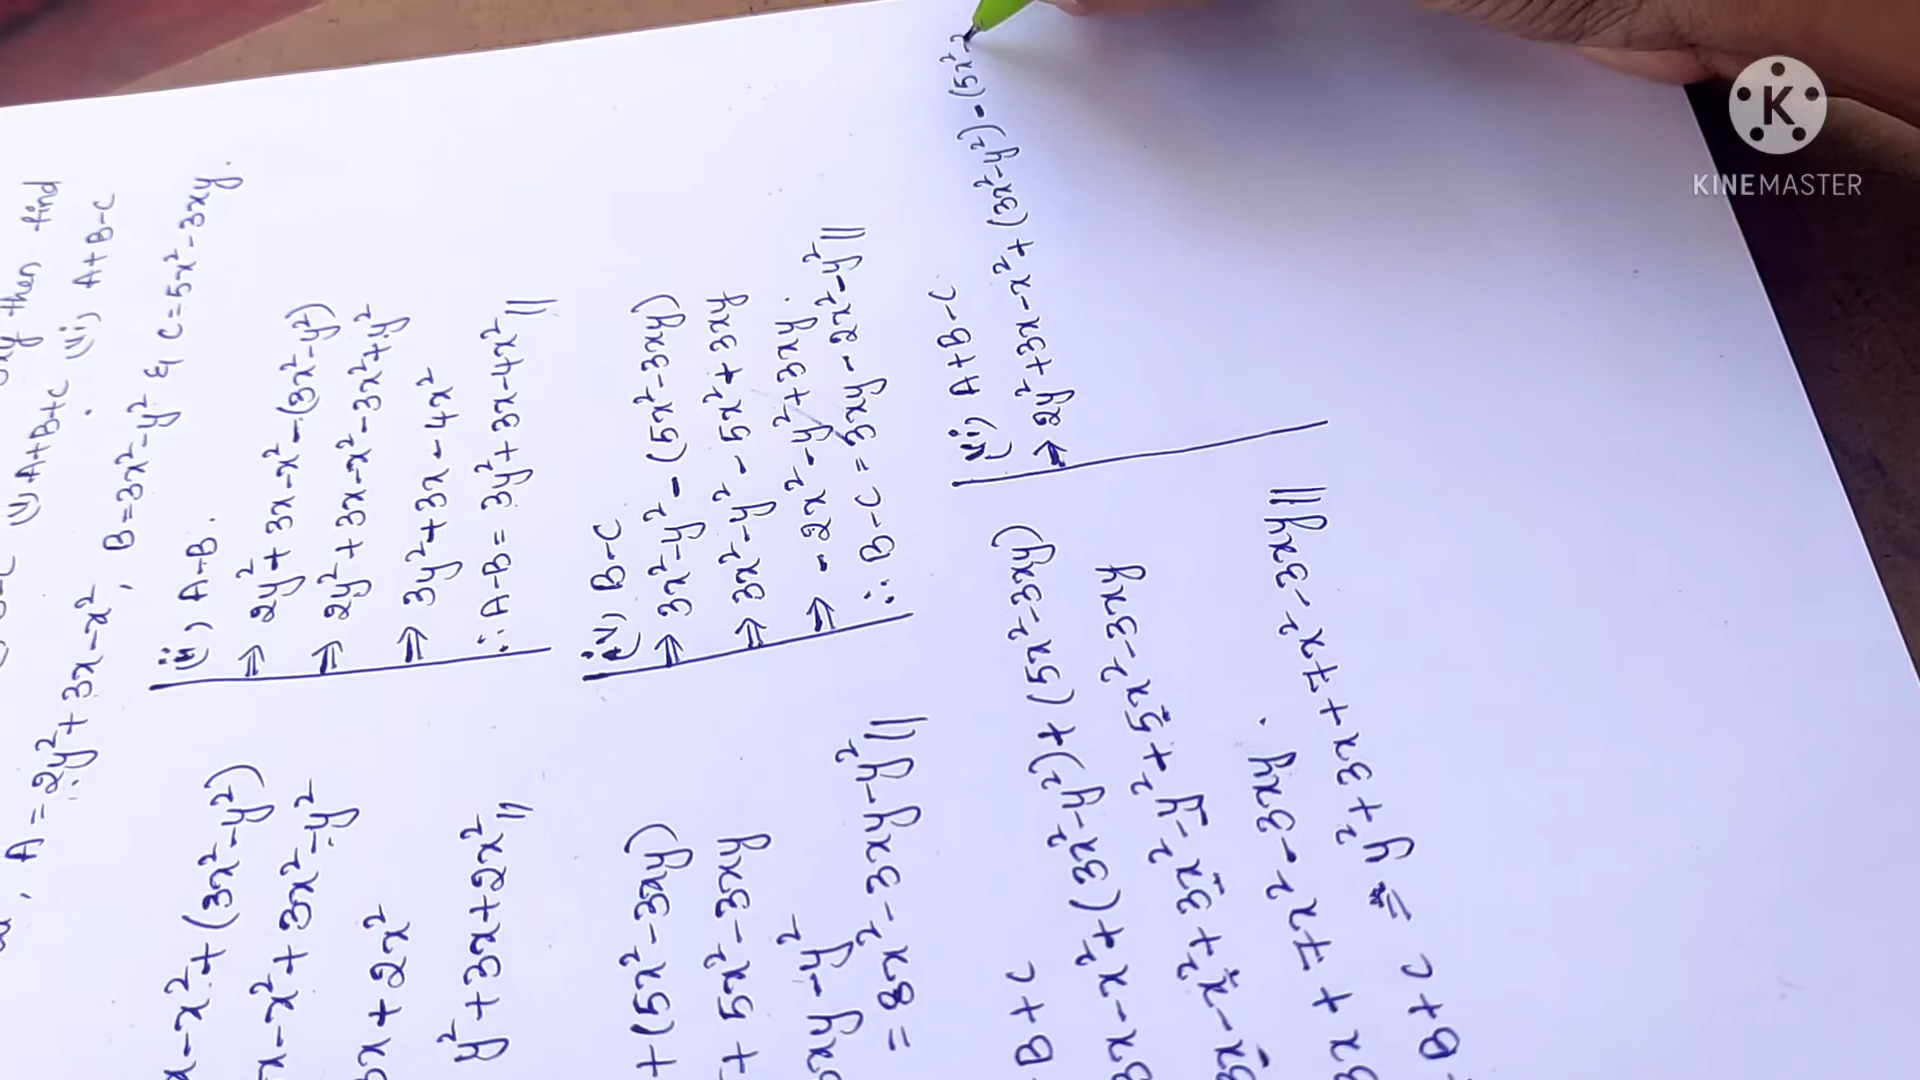 then find
(v) A+B+C (vi) A+B-C
, A = 2y²+3x-x², B=3x²-y² & C=5x²-3xy.
x-x²+(3x²-y²)
x-x²+3x²-y²
3x+2x²
y²+3x+2x² //
(ii) A-B.
⇒ 2y²+3x-x²-(3x²-y²)
⇒ 2y²+3x-x²-3x²+y²
⇒ 3y²+3x-4x²
∴ A-B = 3y²+3x-4x² //
+(5x²-3xy)
+5x²-3xy
3xy-y²
= 8x²-3xy-y² //
(iv) B-C
⇒ 3x²-y²-(5x²-3xy)
⇒ 3x²-y²-5x²+3xy
⇒ -2x²-y²+3xy.
∴ B-C = 3xy-2x²-y² //
B+C
3x-x²+(3x²-y²)+(5x²-3xy)
3x-x²+3x²-y²+5x²-3xy
3x+7x²-3xy.
B+C = y²+3x+7x²-3xy //
(vi) A+B-C
⇒ 2y²+3x-x²+(3x²-y²)-(5x²-
KINEMASTER